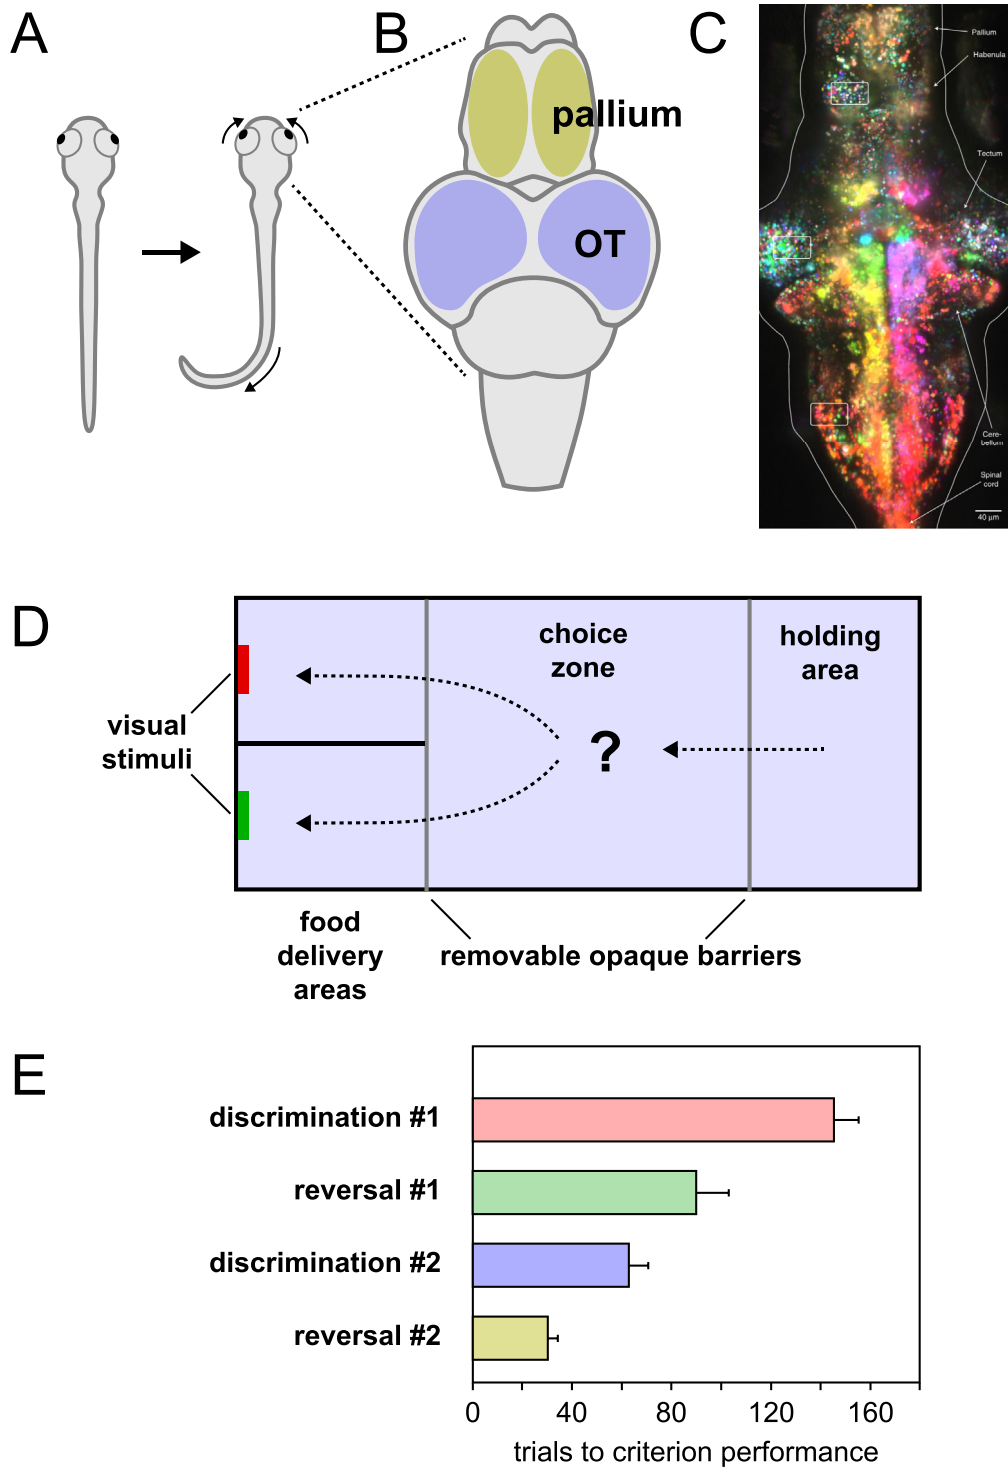 A
B
C
pallium
OT
Pallium
Habenula
Tectum
Cere-
bellum
Spinal
cord
40 µm
D
choice
zone
holding
area
visual
stimuli
?
food
delivery
areas
removable opaque barriers
E
discrimination #1
reversal #1
discrimination #2
reversal #2
0 40 80 120 160
trials to criterion performance